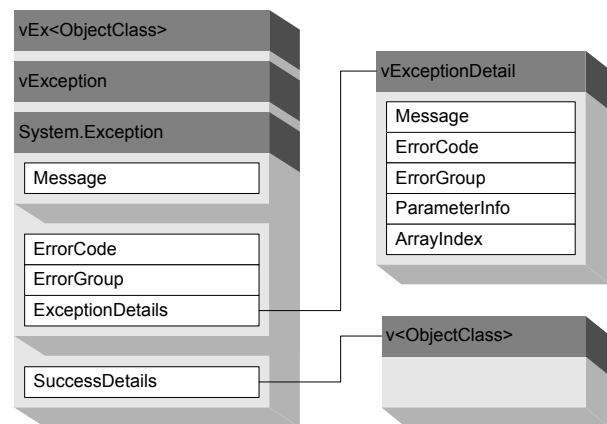 vEx<ObjectClass>
vException
System.Exception
Message
ErrorCode
ErrorGroup
ExceptionDetails
SuccessDetails
vExceptionDetail
Message
ErrorCode
ErrorGroup
ParameterInfo
ArrayIndex
v<ObjectClass>